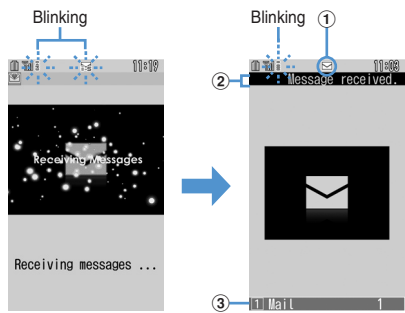 Blinking
11:19
Receiving Messages
Receiving messages ...
Blinking ①
11:03
② Message received.
③ 1 Mail 1